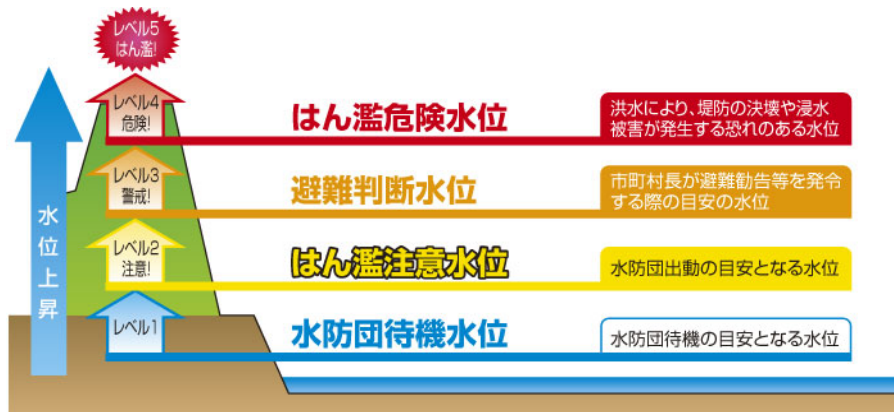 レベル5
はん濫!
レベル4
危険!
はん濫危険水位
洪水により、堤防の決壊や浸水
被害が発生する恐れのある水位
レベル3
警戒!
避難判断水位
市町村長が避難勧告等を発令
する際の目安の水位
レベル2
注意!
はん濫注意水位
水防団出動の目安となる水位
レベル1
水防団待機水位
水防団待機の目安となる水位
水位上昇